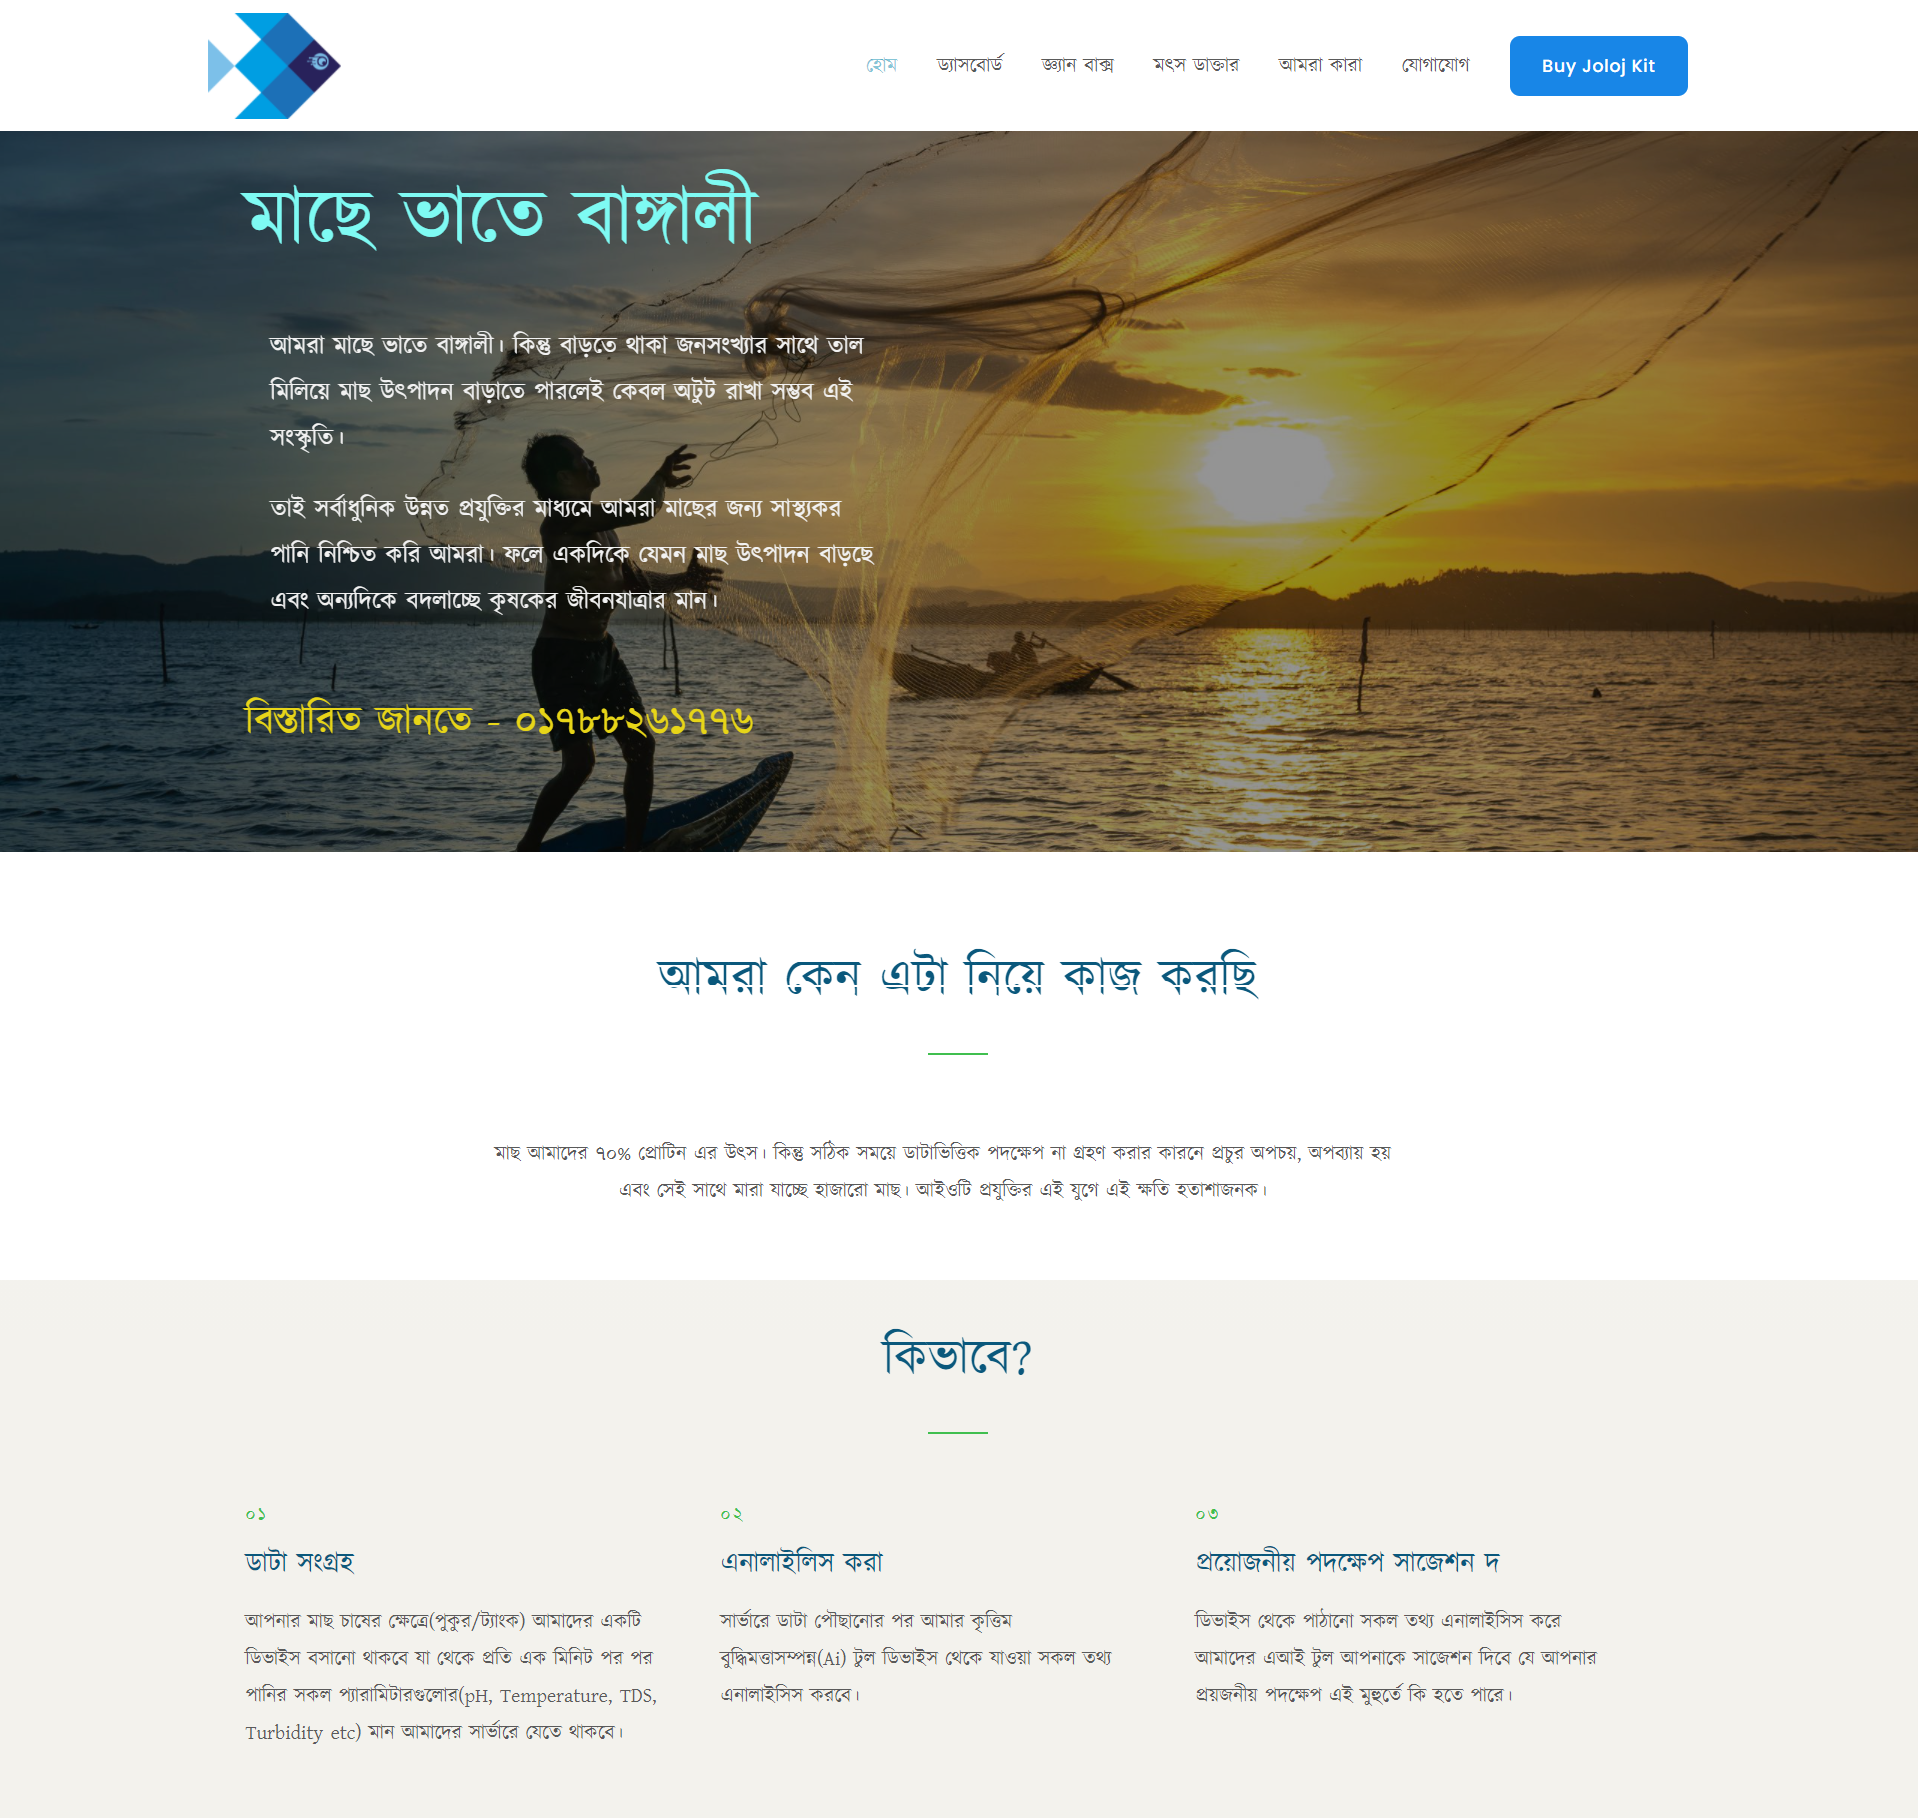 হোম ড্যাসবোর্ড জ্ঞ্যান বাক্স মৎস ডাক্তার আমরা কারা যোগাযোগ Buy Joloj Kit
মাছে ভাতে বাঙ্গালী
আমরা মাছে ভাতে বাঙ্গালী। কিন্তু বাড়তে থাকা জনসংখ্যার সাথে তাল
মিলিয়ে মাছ উৎপাদন বাড়াতে পারলেই কেবল অটুট রাখা সম্ভব এই
সংস্কৃতি।
তাই সর্বাধুনিক উন্নত প্রযুক্তির মাধ্যমে আমরা মাছের জন্য সাস্থ্যকর
পানি নিশ্চিত করি আমরা। ফলে একদিকে যেমন মাছ উৎপাদন বাড়ছে
এবং অন্যদিকে বদলাচ্ছে কৃষকের জীবনযাত্রার মান।
বিস্তারিত জানতে - ০১৭৮৮২৬১৭৭৬
আমরা কেন এটা নিয়ে কাজ করছি
মাছ আমাদের ৭০% প্রোটিন এর উৎস। কিন্তু সঠিক সময়ে ডাটাভিত্তিক পদক্ষেপ না গ্রহণ করার কারনে প্রচুর অপচয়, অপব্যায় হয়
এবং সেই সাথে মারা যাচ্ছে হাজারো মাছ। আইওটি প্রযুক্তির এই যুগে এই ক্ষতি হতাশাজনক।
কিভাবে?
০১
ডাটা সংগ্রহ
আপনার মাছ চাষের ক্ষেত্রে(পুকুর/ট্যাংক) আমাদের একটি
ডিভাইস বসানো থাকবে যা থেকে প্রতি এক মিনিট পর পর
পানির সকল প্যারামিটারগুলোর(pH, Temperature, TDS,
Turbidity etc) মান আমাদের সার্ভারে যেতে থাকবে।
০২
এনালাইলিস করা
সার্ভারে ডাটা পৌছানোর পর আমার কৃত্তিম
বুদ্ধিমত্তাসম্পন্ন(Ai) টুল ডিভাইস থেকে যাওয়া সকল তথ্য
এনালাইসিস করবে।
০৩
প্রয়োজনীয় পদক্ষেপ সাজেশন দ
ডিভাইস থেকে পাঠানো সকল তথ্য এনালাইসিস করে
আমাদের এআই টুল আপনাকে সাজেশন দিবে যে আপনার
প্রয়জনীয় পদক্ষেপ এই মুহুর্তে কি হতে পারে।